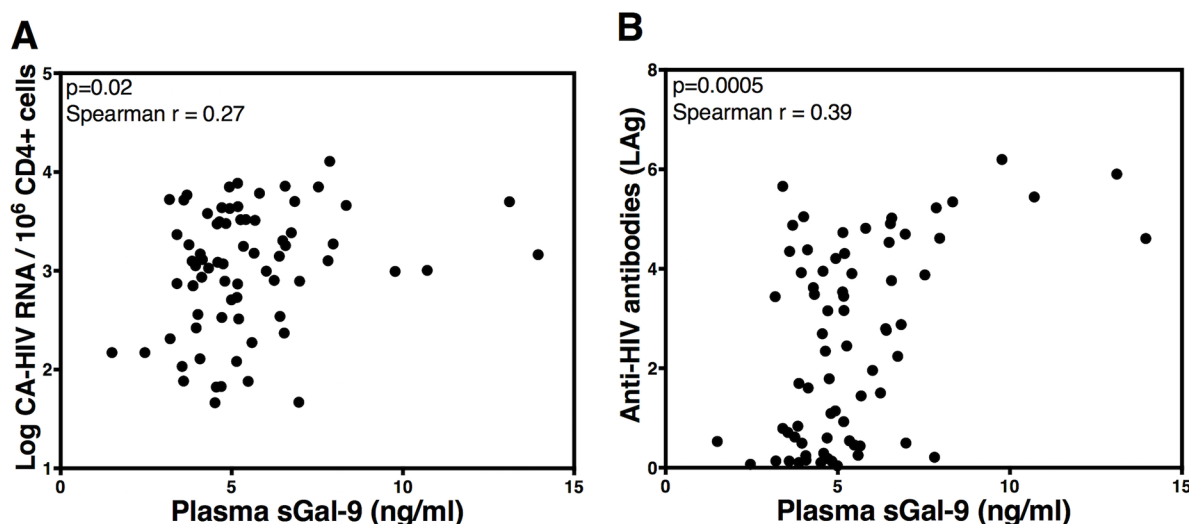 A
p=0.02
Spearman r = 0.27
Log CA-HIV RNA / 10⁶ CD4+ cells
5
4
3
2
1
0
5
10
15
Plasma sGal-9 (ng/ml)
B
p=0.0005
Spearman r = 0.39
Anti-HIV antibodies (LAg)
8
6
4
2
0
0
5
10
15
Plasma sGal-9 (ng/ml)